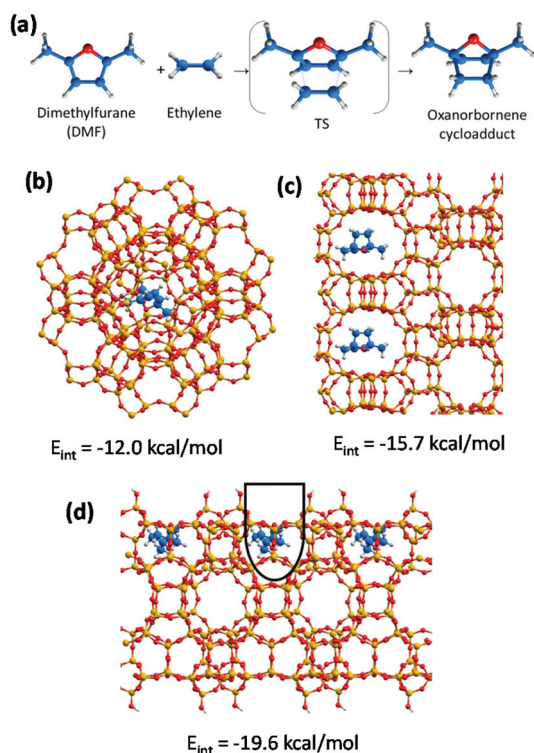 (a)
+
→
→
Dimethylfurane
(DMF)
Ethylene
TS
Oxanorbornene
cycloadduct
(b)
(c)
E_int = -12.0 kcal/mol
E_int = -15.7 kcal/mol
(d)
E_int = -19.6 kcal/mol